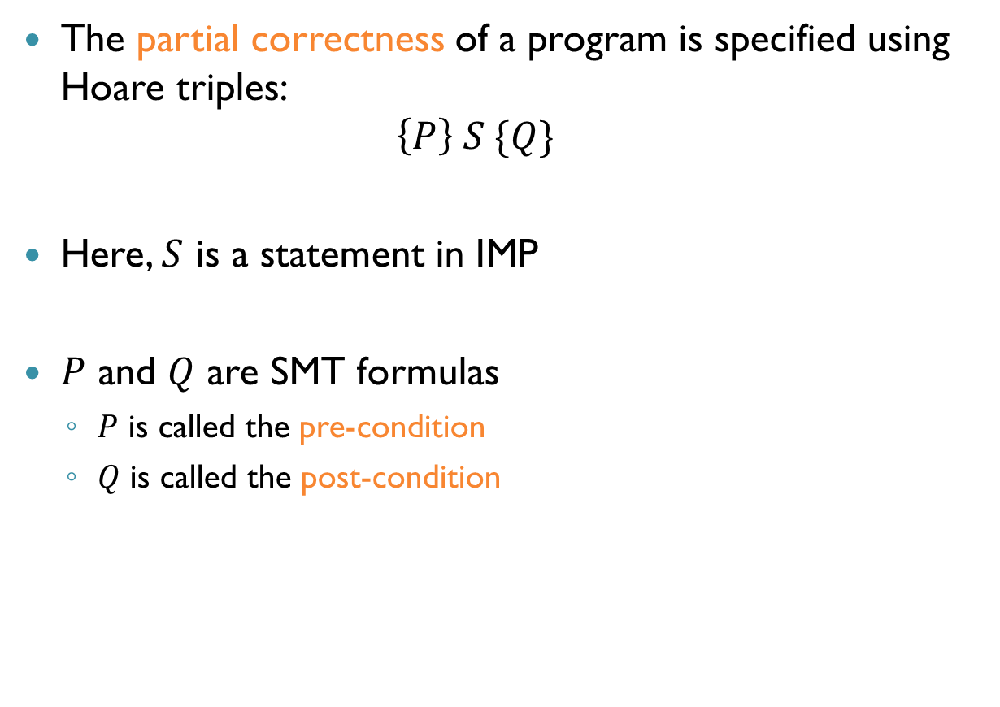 • The partial correctness of a program is specified using
Hoare triples:
{P} S {Q}
• Here, S is a statement in IMP
• P and Q are SMT formulas
◦ P is called the pre-condition
◦ Q is called the post-condition